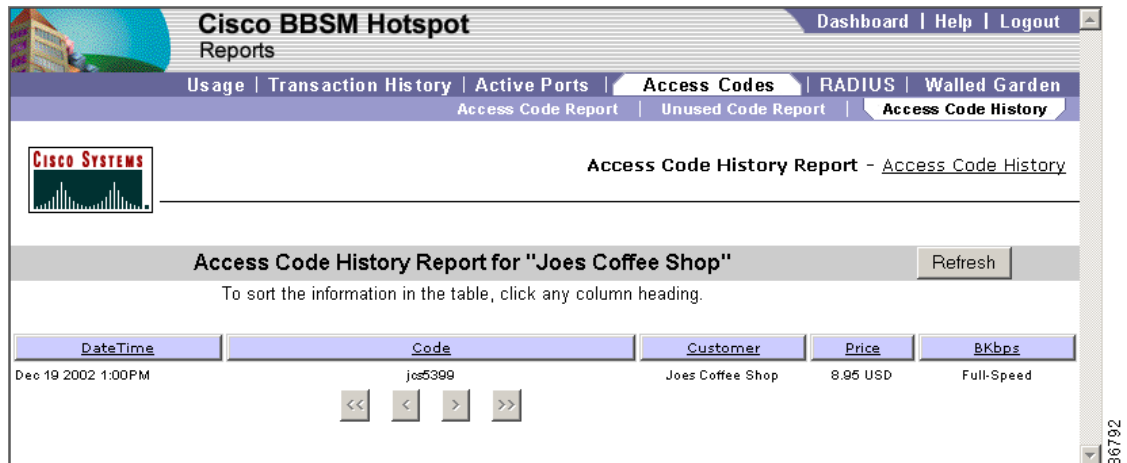 Cisco BBSM Hotspot
Dashboard | Help | Logout
Reports
Usage | Transaction History | Active Ports | Access Codes | RADIUS | Walled Garden
Access Code Report | Unused Code Report | Access Code History
CISCO SYSTEMS
Access Code History Report - Access Code History
Access Code History Report for "Joes Coffee Shop"
Refresh
To sort the information in the table, click any column heading.
DateTime Code Customer Price BKbps
Dec 19 2002 1:00PM jcs5399 Joes Coffee Shop 8.95 USD Full-Speed
<< < > >>
86792